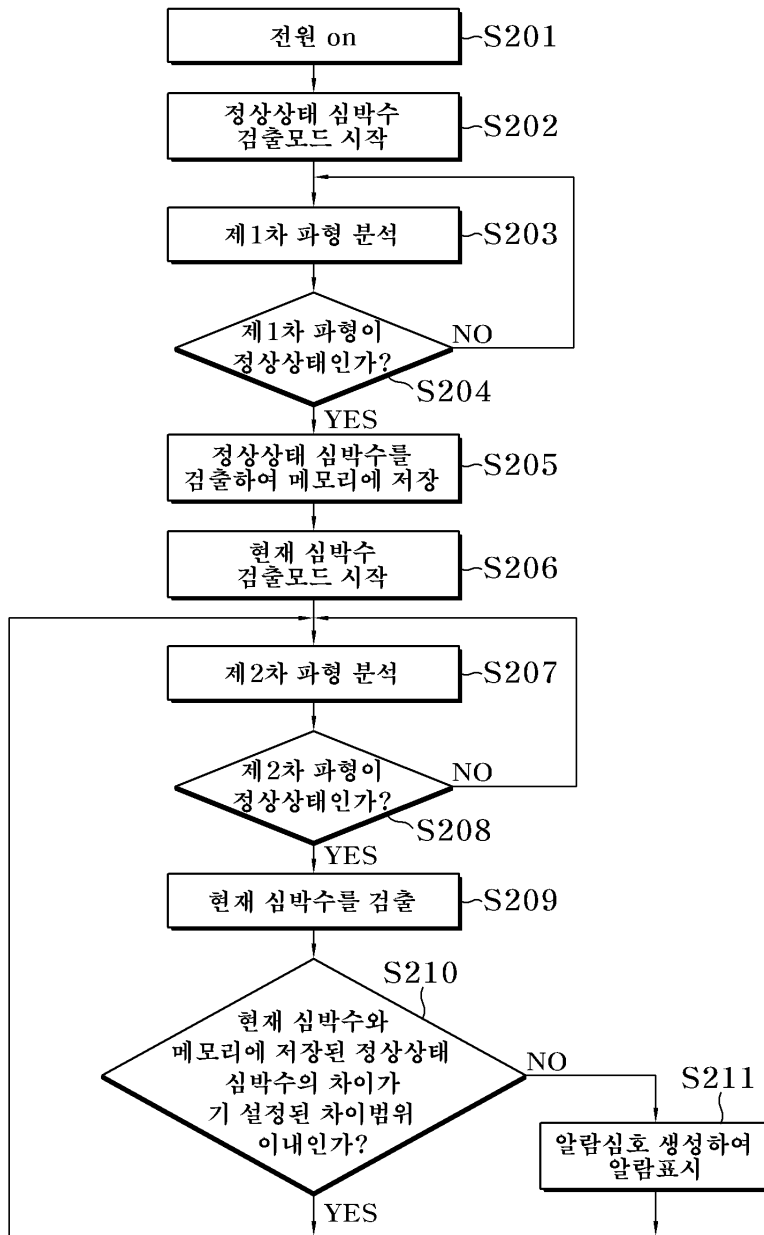 전원 on
S201
정상상태 심박수
검출모드 시작
S202
제1차 파형 분석
S203
제1차 파형이
정상상태인가?
NO
S204
YES
정상상태 심박수를
검출하여 메모리에 저장
S205
현재 심박수
검출모드 시작
S206
제2차 파형 분석
S207
제2차 파형이
정상상태인가?
NO
S208
YES
현재 심박수를 검출
S209
S210
현재 심박수와
메모리에 저장된 정상상태
심박수의 차이가
기 설정된 차이범위
이내인가?
NO
S211
알람심호 생성하여
알람표시
YES